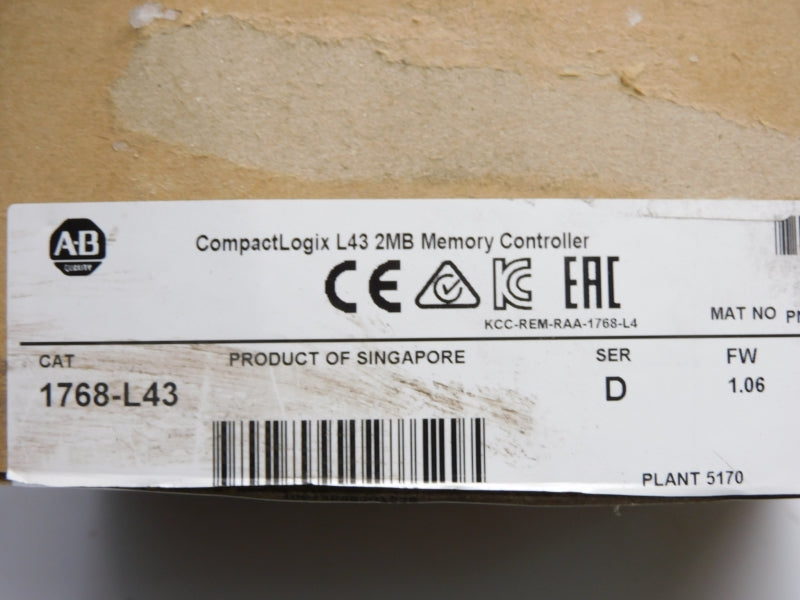 A-B
QUALITY
CompactLogix L43 2MB Memory Controller
CE
EAC
KCC-REM-RAA-1768-L4
MAT NO
CAT
PRODUCT OF SINGAPORE
SER
FW
1768-L43
D
1.06
PLANT 5170